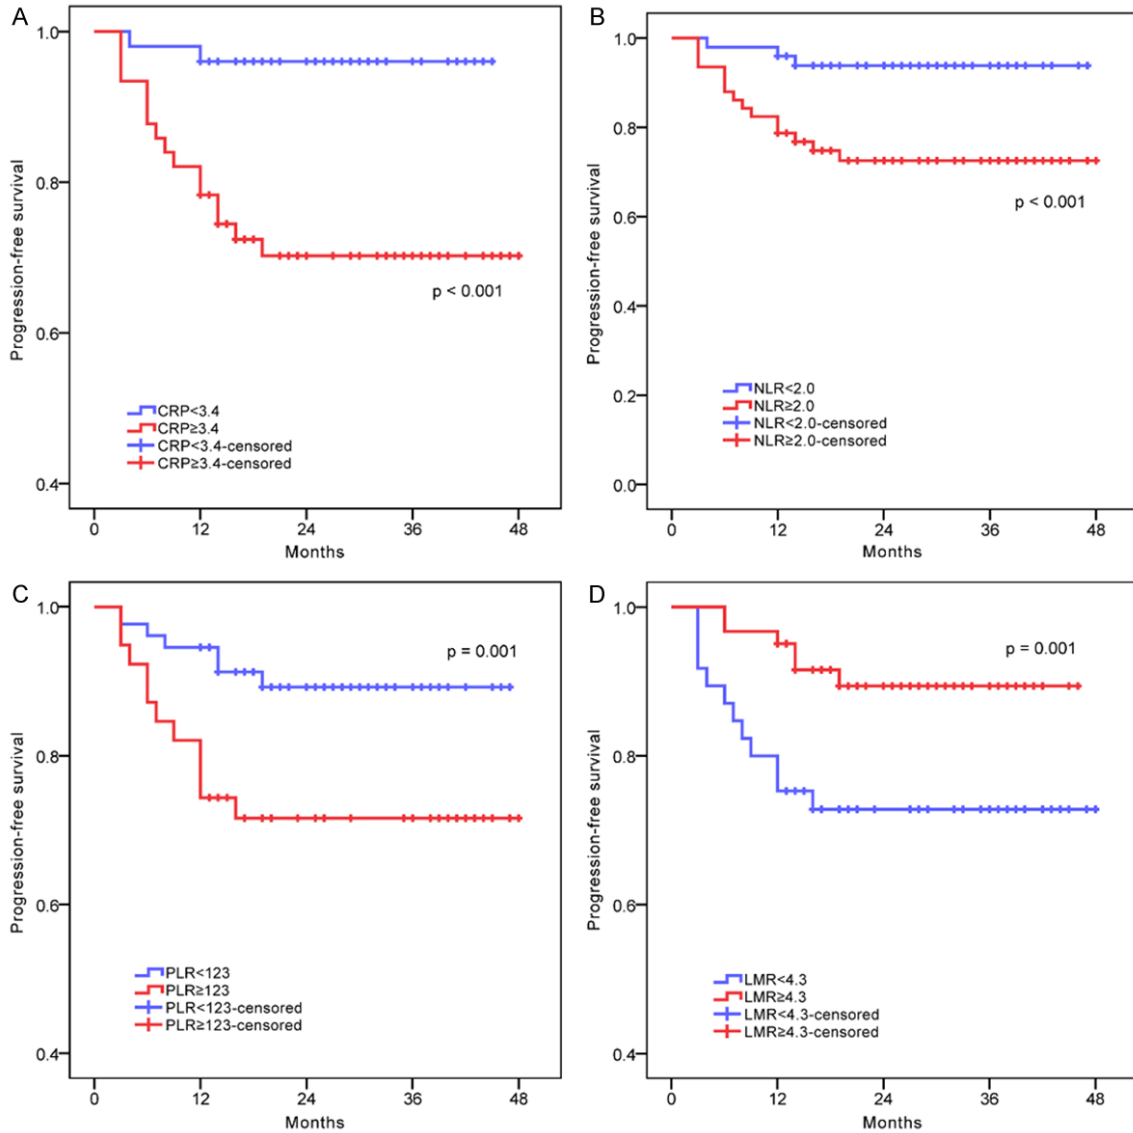 A
Progression-free survival
1.0
0.8
0.6
0.4
p < 0.001
CRP<3.4
CRP≥3.4
CRP<3.4-censored
CRP≥3.4-censored
0 12 24 36 48
Months
B
Progression-free survival
1.0
0.8
0.6
0.4
0.2
0.0
p < 0.001
NLR<2.0
NLR≥2.0
NLR<2.0-censored
NLR≥2.0-censored
0 12 24 36 48
Months
C
Progression-free survival
1.0
0.8
0.6
0.4
p = 0.001
PLR<123
PLR≥123
PLR<123-censored
PLR≥123-censored
0 12 24 36 48
Months
D
Progression-free survival
1.0
0.8
0.6
0.4
p = 0.001
LMR<4.3
LMR≥4.3
LMR<4.3-censored
LMR≥4.3-censored
0 12 24 36 48
Months